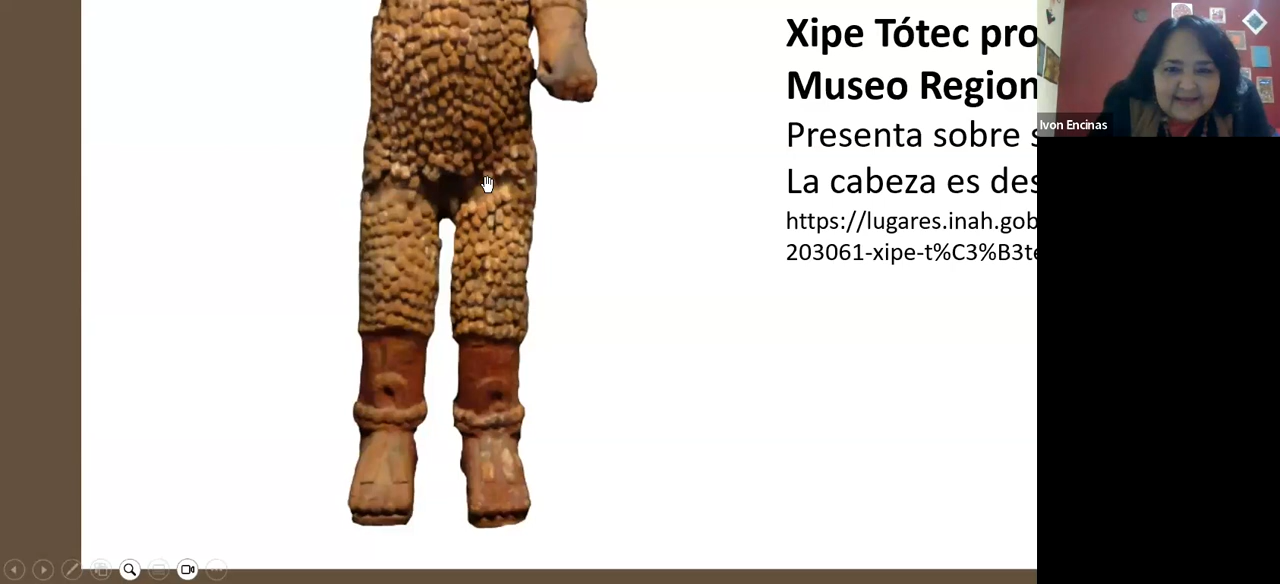 Xipe Tótec pro
Museo Region
Presenta sobre s
La cabeza es des
https://lugares.inah.gob
203061-xipe-t%C3%B3te
Ivon Encinas